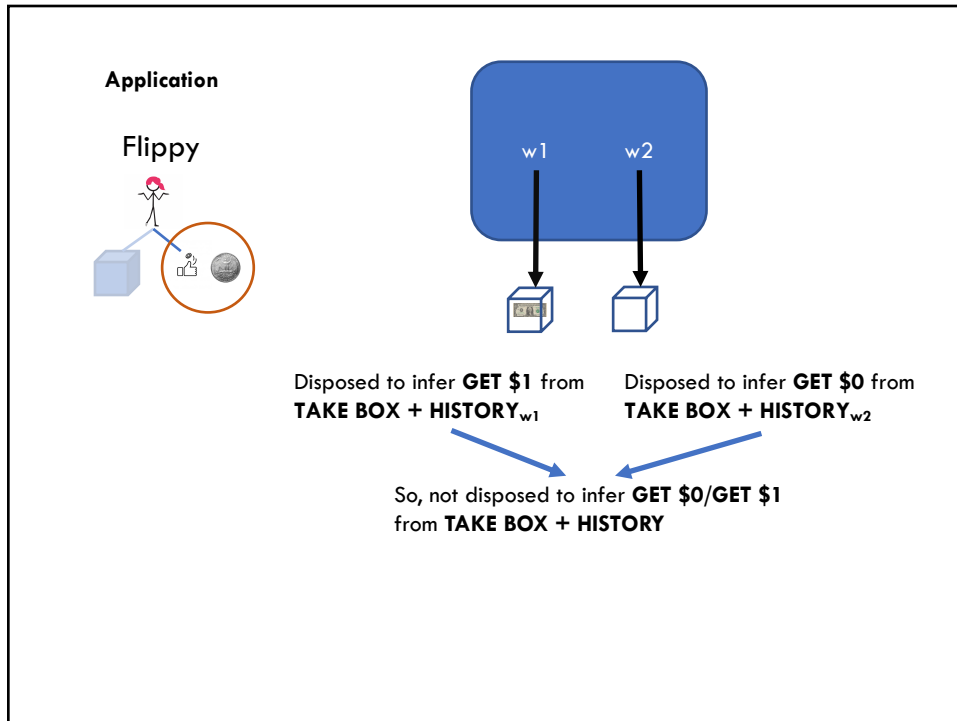 Application
Flippy
w1 w2
Disposed to infer GET $1 from
TAKE BOX + HISTORYw1
Disposed to infer GET $0 from
TAKE BOX + HISTORYw2
So, not disposed to infer GET $0/GET $1
from TAKE BOX + HISTORY